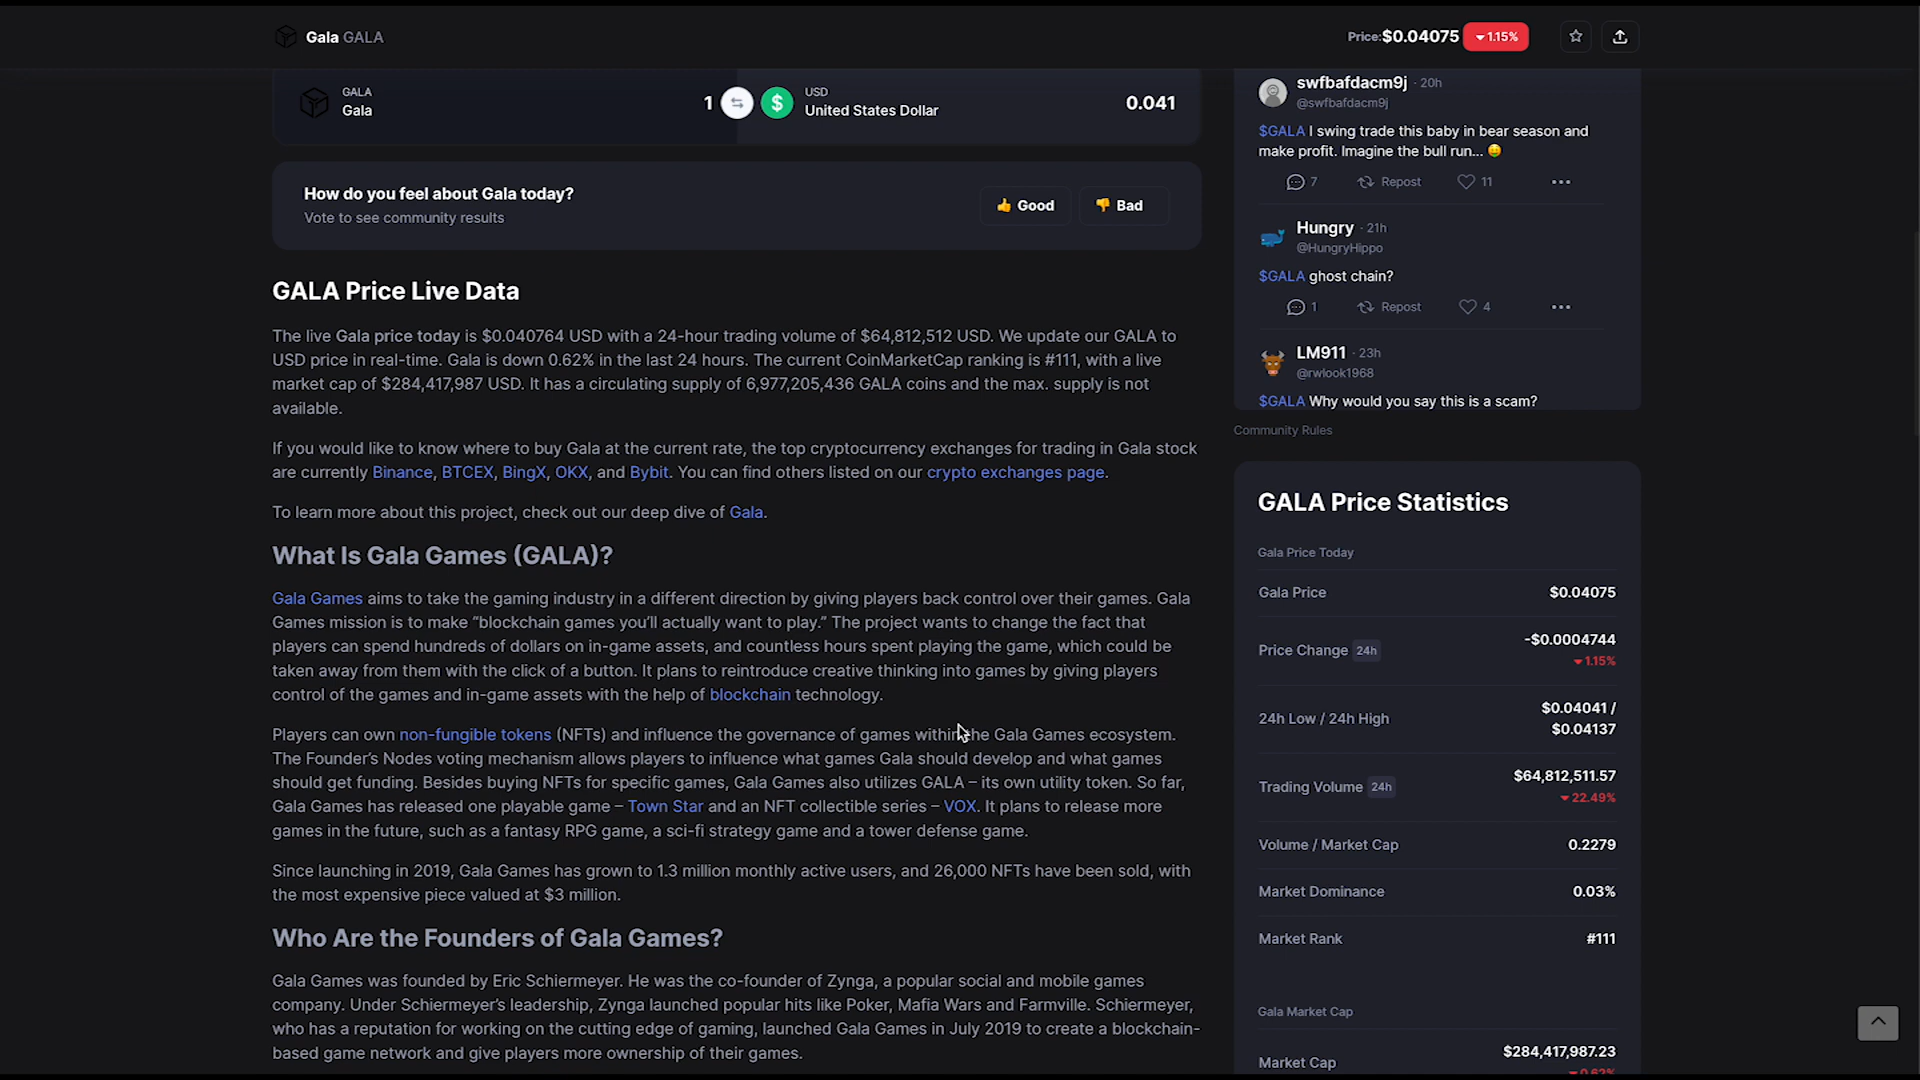 Gala GALA
Price:$0.04075 1.15%
GALA
Gala
1
USD
United States Dollar
0.041
How do you feel about Gala today?
Vote to see community results
👍 Good
👎 Bad
GALA Price Live Data
The live Gala price today is $0.040764 USD with a 24-hour trading volume of $64,812,512 USD. We update our GALA to
USD price in real-time. Gala is down 0.62% in the last 24 hours. The current CoinMarketCap ranking is #111, with a live
market cap of $284,417,987 USD. It has a circulating supply of 6,977,205,436 GALA coins and the max. supply is not
available.
If you would like to know where to buy Gala at the current rate, the top cryptocurrency exchanges for trading in Gala stock
are currently Binance, BTCEX, BingX, OKX, and Bybit. You can find others listed on our crypto exchanges page.
To learn more about this project, check out our deep dive of Gala.
What Is Gala Games (GALA)?
Gala Games aims to take the gaming industry in a different direction by giving players back control over their games. Gala
Games mission is to make “blockchain games you’ll actually want to play.” The project wants to change the fact that
players can spend hundreds of dollars on in-game assets, and countless hours spent playing the game, which could be
taken away from them with the click of a button. It plans to reintroduce creative thinking into games by giving players
control of the games and in-game assets with the help of blockchain technology.
Players can own non-fungible tokens (NFTs) and influence the governance of games within the Gala Games ecosystem.
The Founder’s Nodes voting mechanism allows players to influence what games Gala should develop and what games
should get funding. Besides buying NFTs for specific games, Gala Games also utilizes GALA – its own utility token. So far,
Gala Games has released one playable game – Town Star and an NFT collectible series – VOX. It plans to release more
games in the future, such as a fantasy RPG game, a sci-fi strategy game and a tower defense game.
Since launching in 2019, Gala Games has grown to 1.3 million monthly active users, and 26,000 NFTs have been sold, with
the most expensive piece valued at $3 million.
Who Are the Founders of Gala Games?
Gala Games was founded by Eric Schiermeyer. He was the co-founder of Zynga, a popular social and mobile games
company. Under Schiermeyer’s leadership, Zynga launched popular hits like Poker, Mafia Wars and Farmville. Schiermeyer,
who has a reputation for working on the cutting edge of gaming, launched Gala Games in July 2019 to create a blockchain-
based game network and give players more ownership of their games.
swfbafdacm9j · 20h
@swfbafdacm9j
$GALA I swing trade this baby in bear season and
make profit. Imagine the bull run... 🤑
7 Repost 11
Hungry · 21h
@HungryHippo
$GALA ghost chain?
1 Repost 4
LM911 · 23h
@rwlook1968
$GALA Why would you say this is a scam?
Community Rules
GALA Price Statistics
Gala Price Today
Gala Price $0.04075
Price Change 24h -$0.0004744
1.15%
24h Low / 24h High $0.04041 /
$0.04137
Trading Volume 24h $64,812,511.57
22.49%
Volume / Market Cap 0.2279
Market Dominance 0.03%
Market Rank #111
Gala Market Cap
Market Cap $284,417,987.23
0.62%